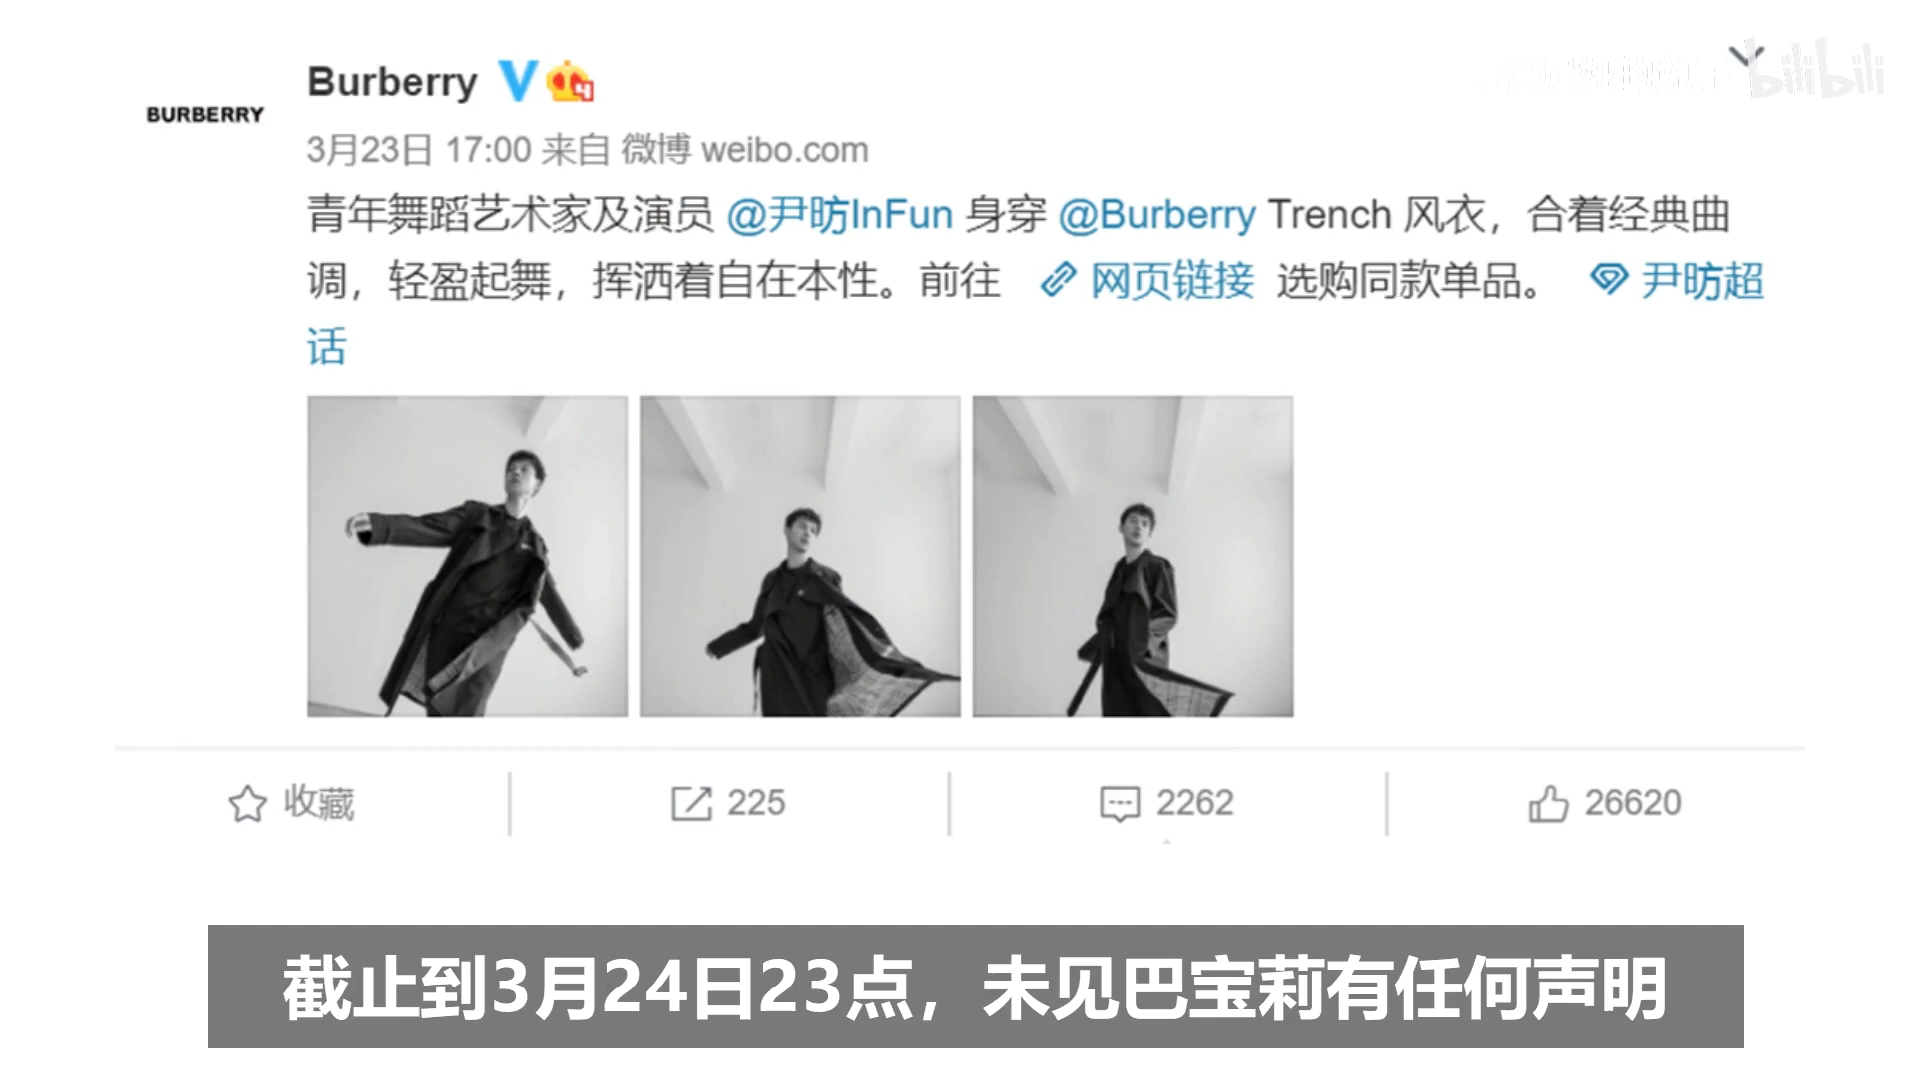 Burberry
BURBERRY
3月23日 17:00 来自 微博 weibo.com
青年舞蹈艺术家及演员 @尹昉InFun 身穿 @Burberry Trench 风衣，合着经典曲
调，轻盈起舞，挥洒着自在本性。前往 网页链接 选购同款单品。 尹昉超
话
收藏 225 2262 26620
截止到3月24日23点，未见巴宝莉有任何声明
bilibili